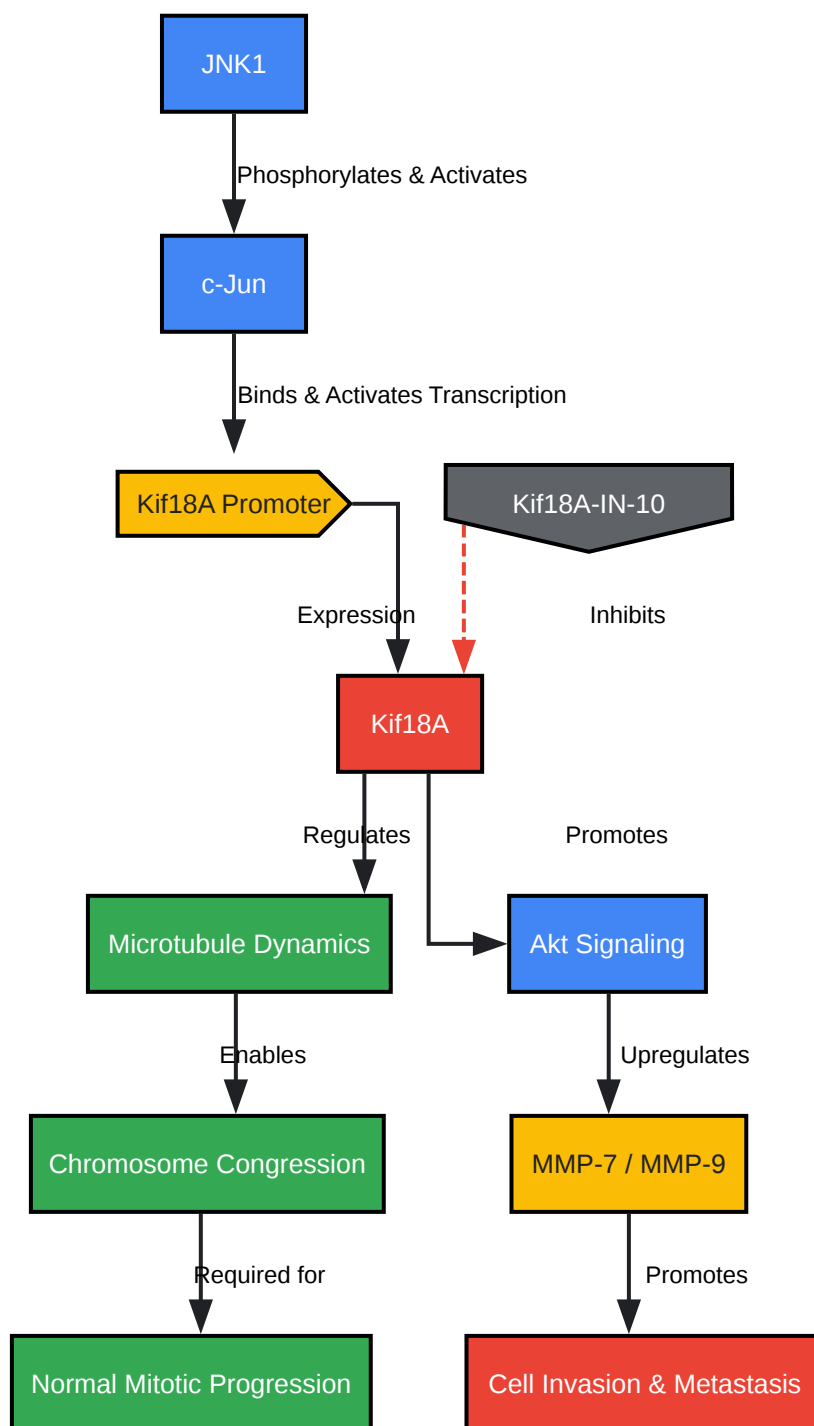 JNK1
Phosphorylates & Activates
c-Jun
Binds & Activates Transcription
Kif18A Promoter
Kif18A-IN-10
Expression
Inhibits
Kif18A
Regulates
Promotes
Microtubule Dynamics
Akt Signaling
Enables
Upregulates
Chromosome Congression
MMP-7 / MMP-9
Required for
Promotes
Normal Mitotic Progression
Cell Invasion & Metastasis